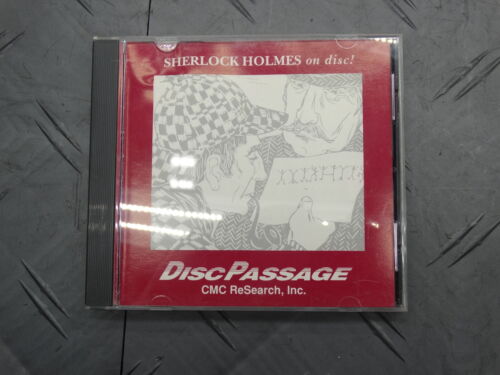 SHERLOCK HOLMES on disc!
DISCPASSAGE
CMC ReSearch, Inc.